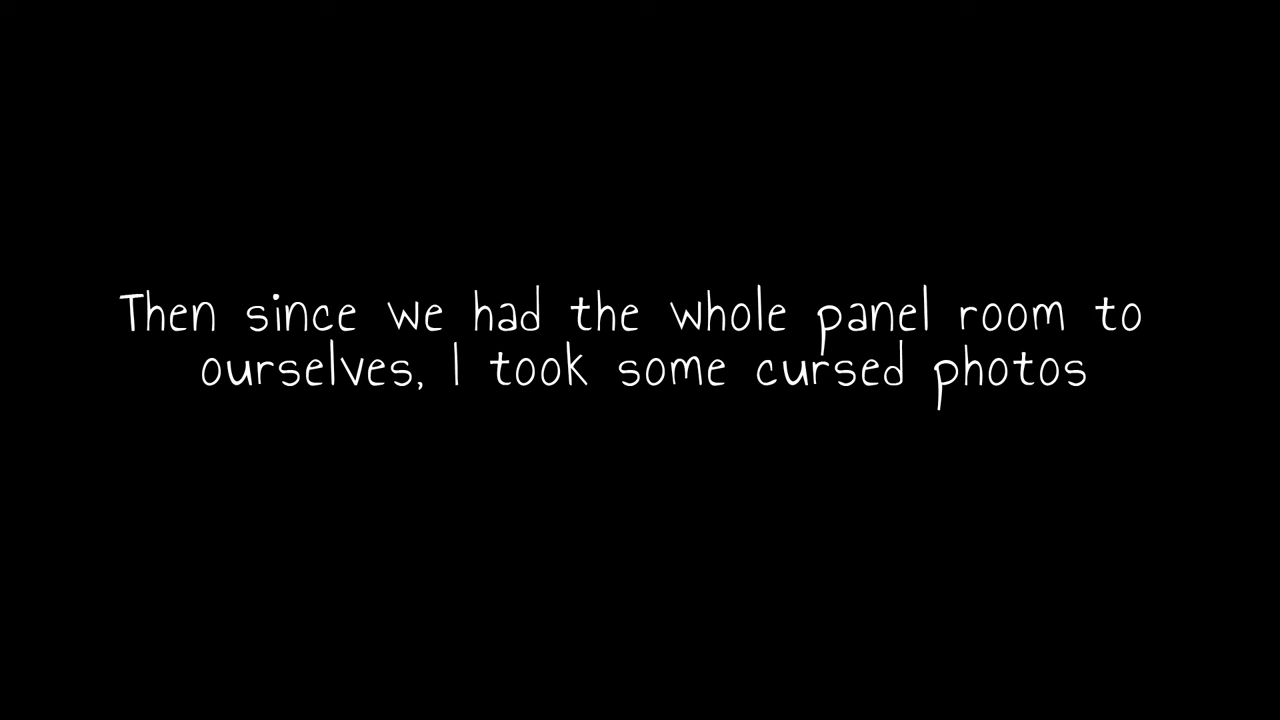 Then since we had the whole panel room to
ourselves, I took some cursed photos